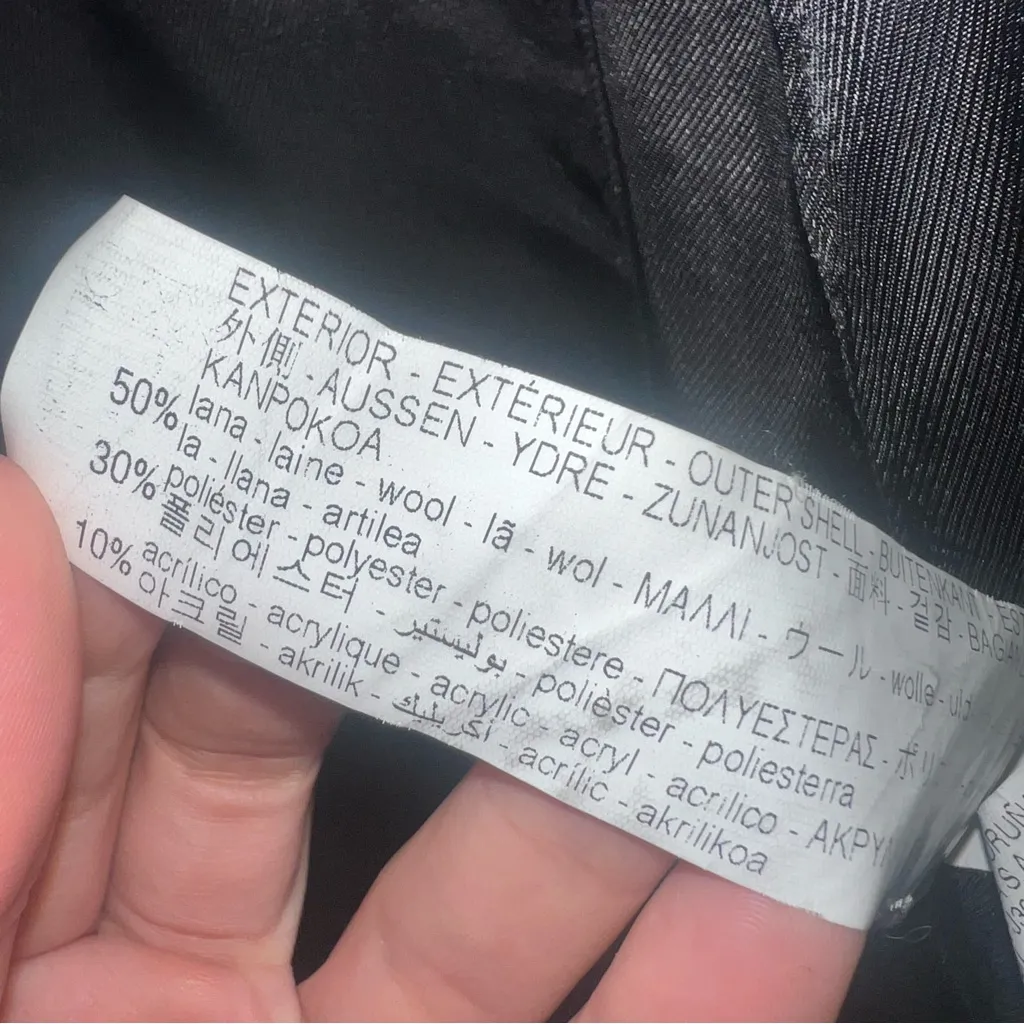 EXTERIOR - EXTÉRIEUR - OUTER SHELL - BUITENKANT -
外側 - AUSSEN - YDRE - ZUNANJOST - 面料 - 겉감 -
KANPOKOA
50% lana - laine - wool - lã - wol - ΜΑΛΛΙ - ウール - wolle -
la - llana - artilea
30% poliéster - polyester - poliestere - ΠΟΛΥΕΣΤΕΡΑΣ -
폴리에스터 - بوليستير - polièster - poliesterra
10% acrílico - acrylique - acrylic - acryl - acrilico -
아크릴 - akrilik - اكريليك - acrílic - akrilikoa